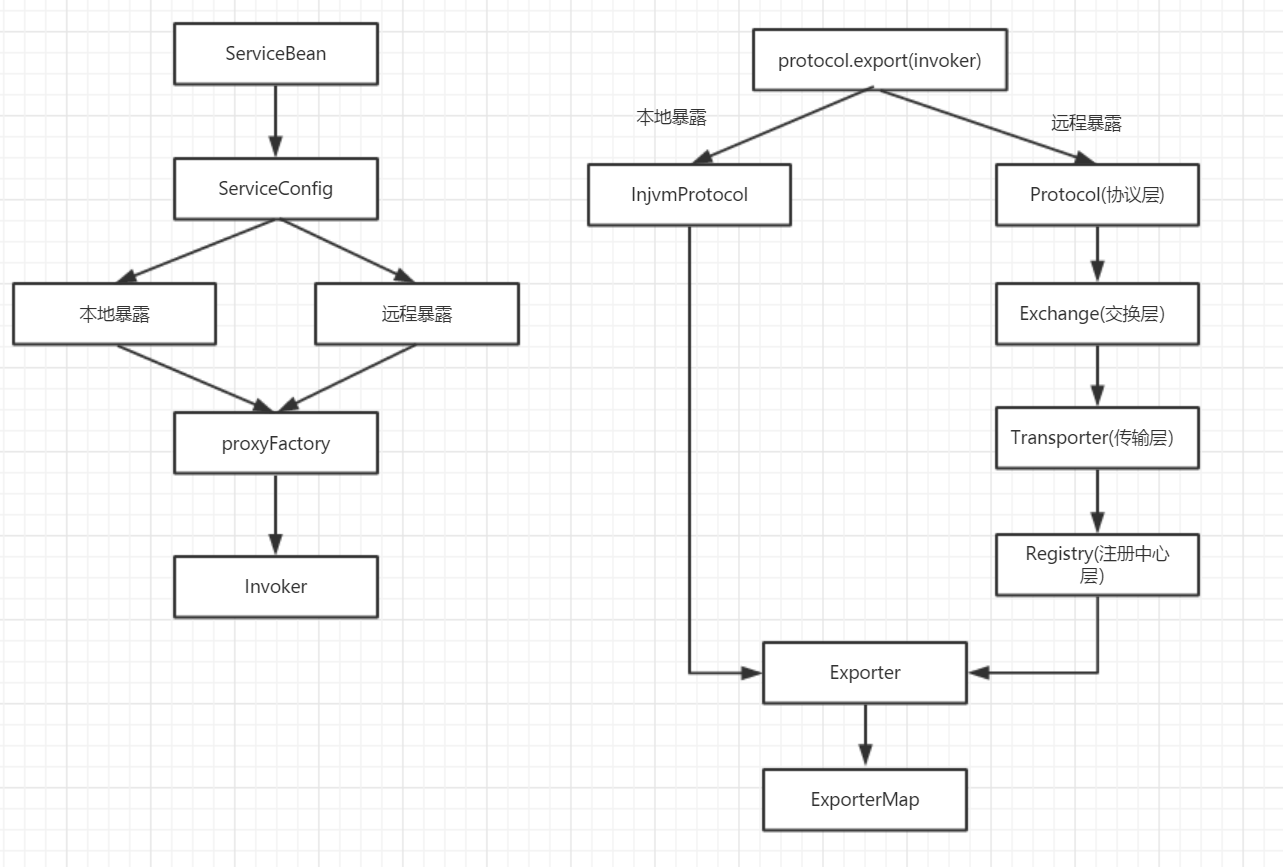 ServiceBean
ServiceConfig
本地暴露
远程暴露
proxyFactory
Invoker
protocol.export(invoker)
本地暴露
远程暴露
InjvmProtocol
Protocol(协议层)
Exchange(交换层)
Transporter(传输层)
Registry(注册中心
层)
Exporter
ExporterMap